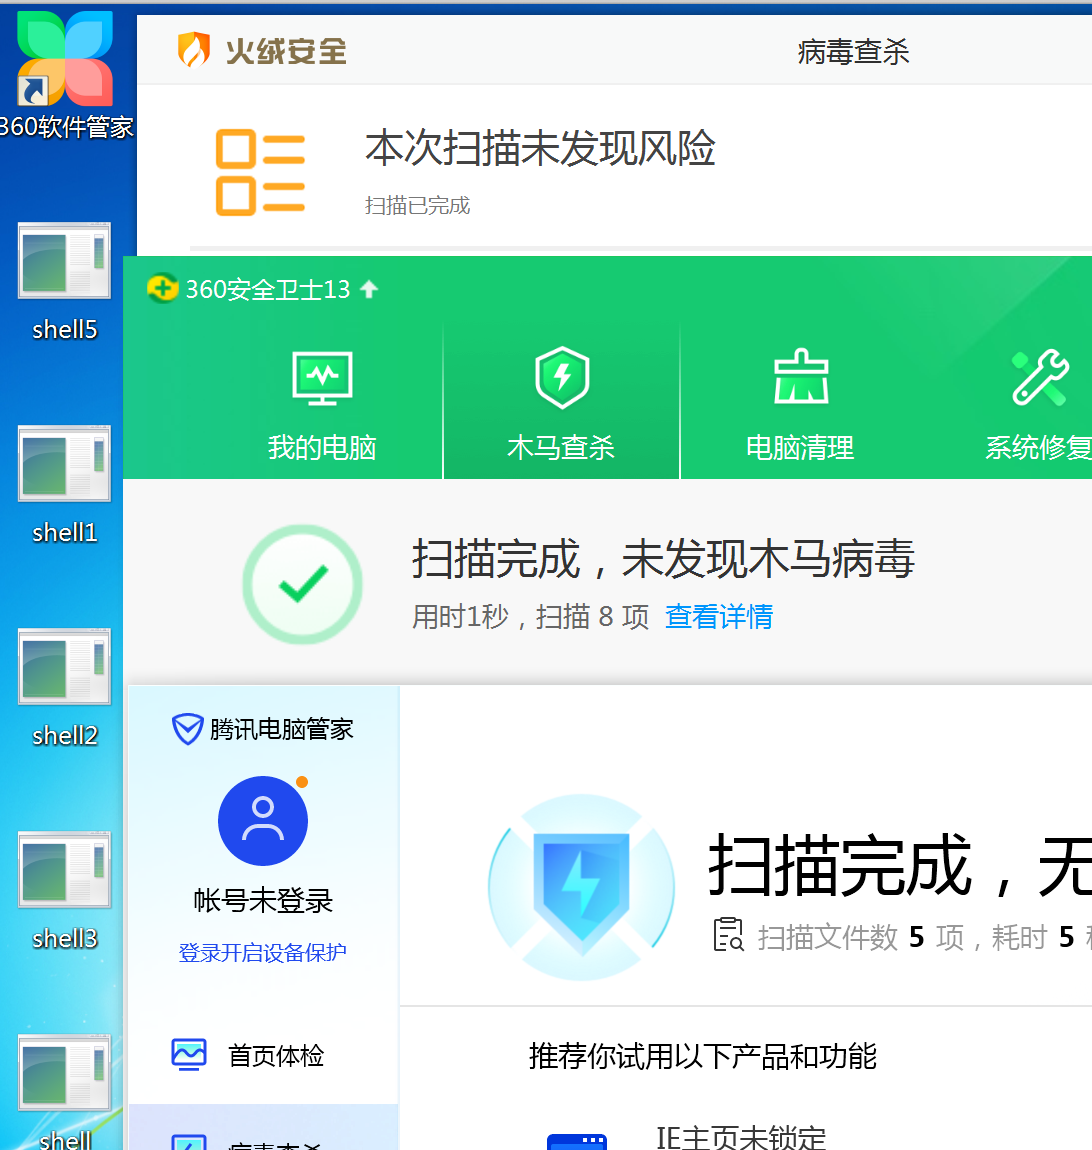 火绒安全
病毒查杀
360软件管家
本次扫描未发现风险
扫描已完成
360安全卫士13
shell5
我的电脑
木马查杀
电脑清理
系统修复
shell1
扫描完成，未发现木马病毒
用时1秒，扫描 8 项 查看详情
shell2
腾讯电脑管家
扫描完成，无
帐号未登录
shell3
扫描文件数 5 项，耗时 5
登录开启设备保护
首页体检
推荐你试用以下产品和功能
shell
病毒查杀
IE主页未锁定